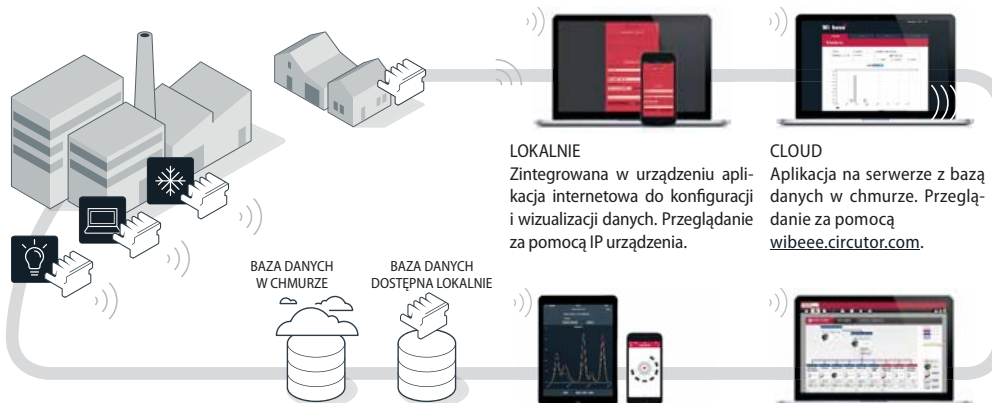 Wibeee
LOKALNIE
Zintegrowana w urządzeniu apli-
kacja internetowa do konfiguracji
i wizualizacji danych. Przeglądanie
za pomocą IP urządzenia.
CLOUD
Aplikacja na serwerze z bazą
danych w chmurze. Przeglą-
danie za pomocą
wibeee.circutor.com.
BAZA DANYCH
W CHMURZE
BAZA DANYCH
DOSTĘPNA LOKALNIE